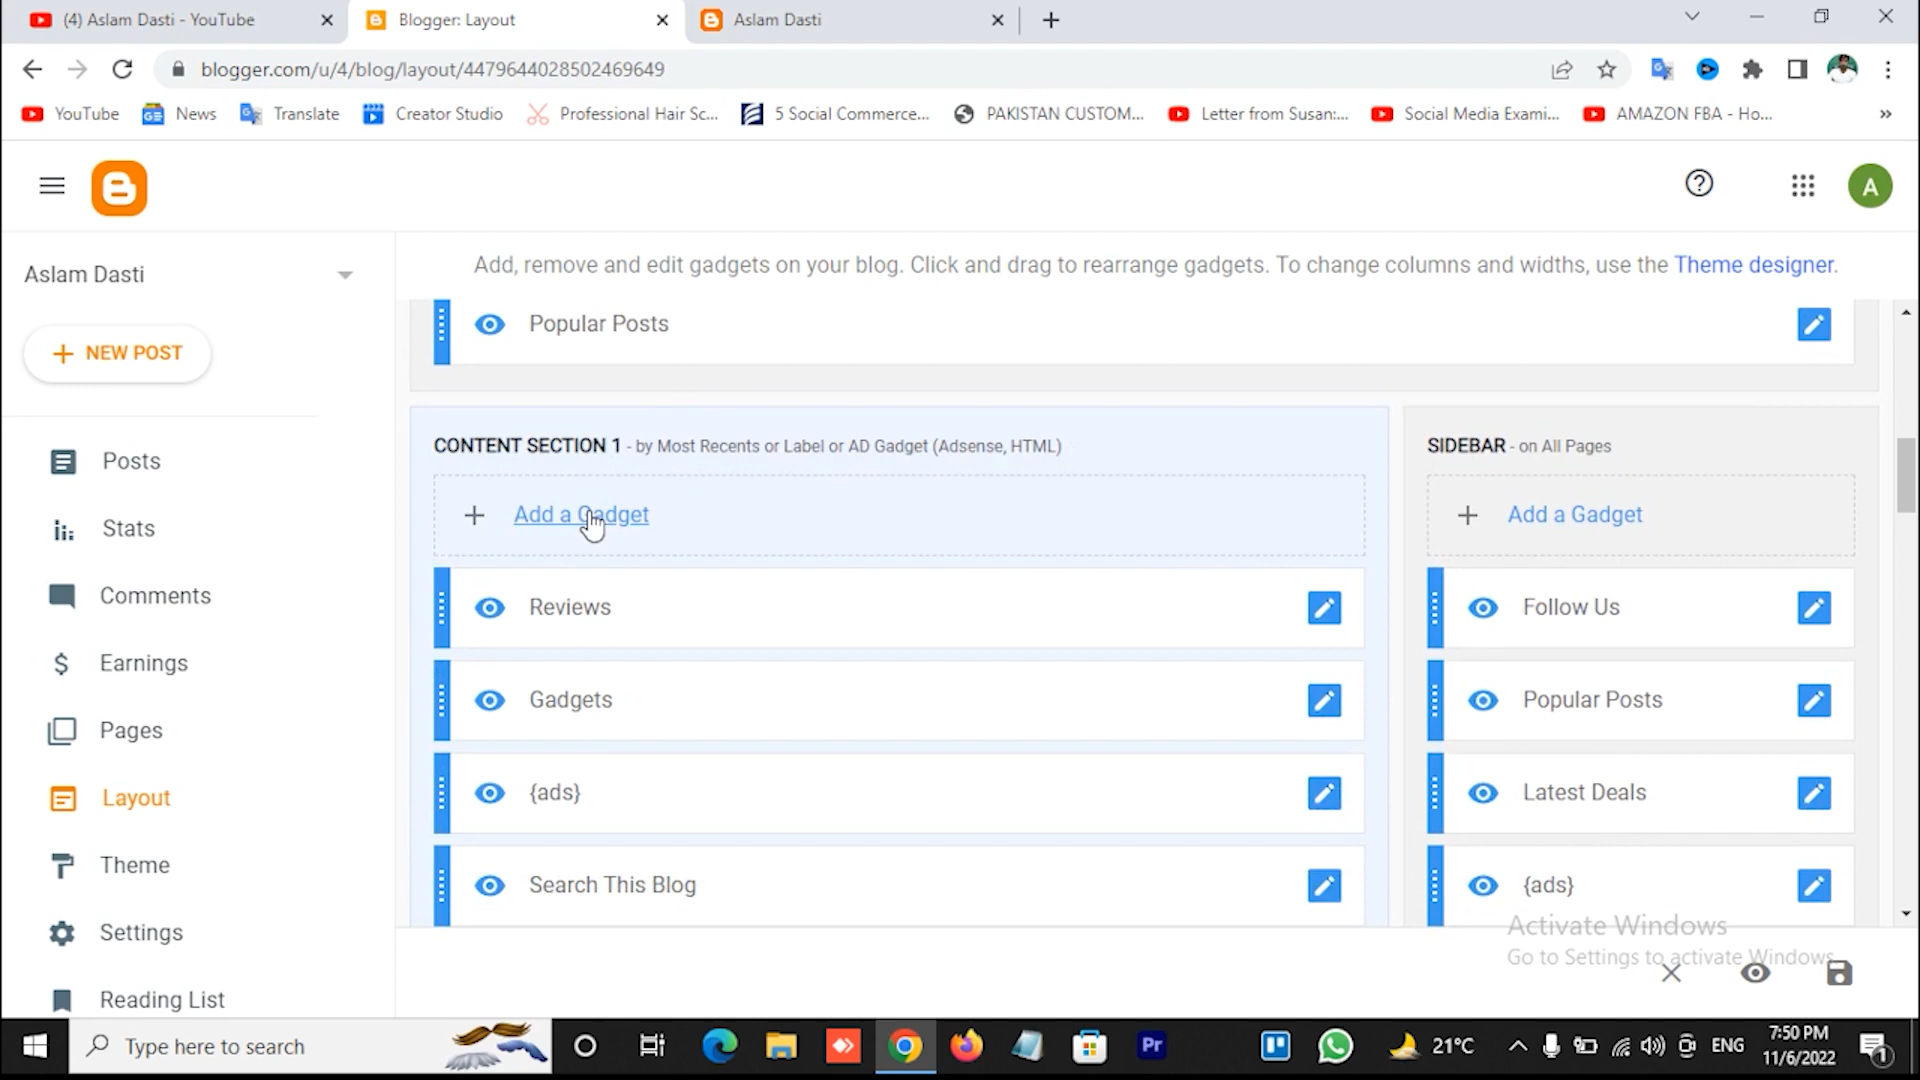 (4) Aslam Dasti - YouTube
Blogger: Layout
Aslam Dasti
blogger.com/u/4/blog/layout/4479644028502469649
YouTube
News
Translate
Creator Studio
Professional Hair Sc...
5 Social Commerce...
PAKISTAN CUSTOM...
Letter from Susan:...
Social Media Exami...
AMAZON FBA - Ho...
A
Aslam Dasti
NEW POST
Posts
Stats
Comments
Earnings
Pages
Layout
Theme
Settings
Reading List
Add, remove and edit gadgets on your blog. Click and drag to rearrange gadgets. To change columns and widths, use the Theme designer.
Popular Posts
CONTENT SECTION 1 - by Most Recents or Label or AD Gadget (Adsense, HTML)
Add a Gadget
Reviews
Gadgets
{ads}
Search This Blog
SIDEBAR - on All Pages
Add a Gadget
Follow Us
Popular Posts
Latest Deals
{ads}
Activate Windows
Go to Settings to activate Windows.
Type here to search
Pr
21°C
ENG
7:50 PM
11/6/2022
1